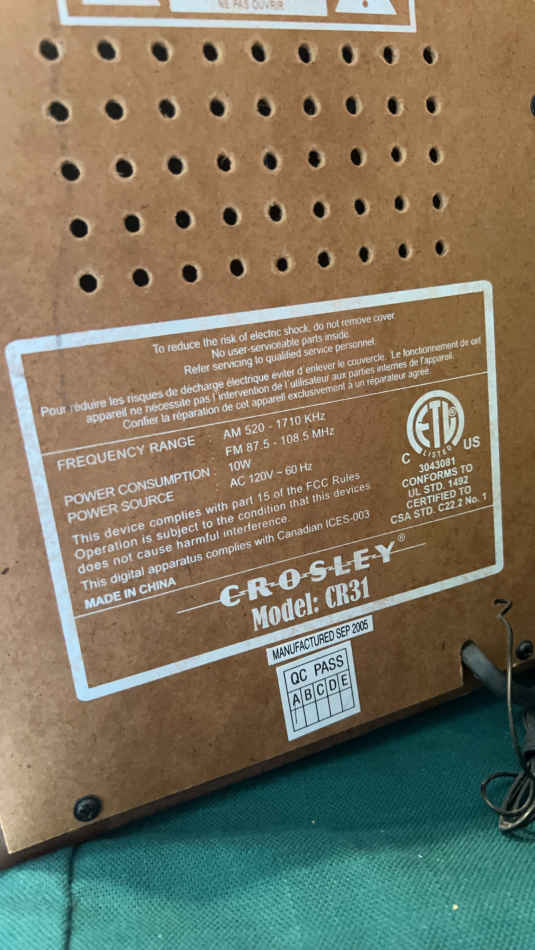 NE PAS OUVRIR
To reduce the risk of electric shock, do not remove cover.
No user-serviceable parts inside.
Refer servicing to qualified service personnel.
Pour réduire les risques de decharge électrique eviter d'enlever le couvercle. Le fonctionnement de cet
appareil ne necessite pas l'intervention de l'utilisateur aux parties internes de l'appareil.
Confier la réparation de cet appareil exclusivement à un réparateur agrée.
FREQUENCY RANGE : AM 520 - 1710 KHz
FM 87.5 - 108.5 MHz
POWER CONSUMPTION : 10W
POWER SOURCE : AC 120V ~ 60 Hz
This device complies with part 15 of the FCC Rules
Operation is subject to the condition that this devices
does not cause harmful interference.
This digital apparatus complies with Canadian ICES-003
MADE IN CHINA
ETL ®
LISTED
C US
3043081
CONFORMS TO
UL STD. 1492
CERTIFIED TO
CSA STD. C22.2 No. 1
CROSLEY®
Model: CR31
MANUFACTURED SEP 2005
QC PASS
A B C D E